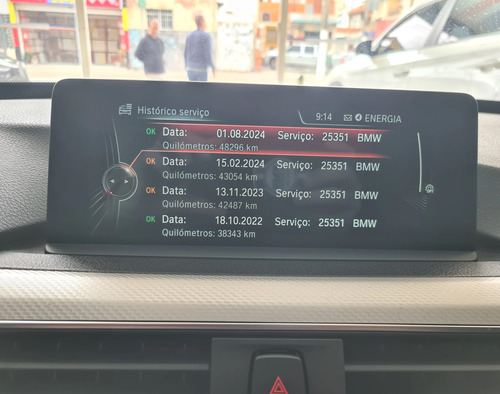 Histórico serviço 9:14 ENERGIA
OK Data: 01.08.2024 Serviço: 25351 BMW
Quilómetros: 48296 km
OK Data: 15.02.2024 Serviço: 25351 BMW
Quilómetros: 43054 km
OK Data: 13.11.2023 Serviço: 25351 BMW
Quilómetros: 42487 km
OK Data: 18.10.2022 Serviço: 25351 BMW
Quilómetros: 38343 km